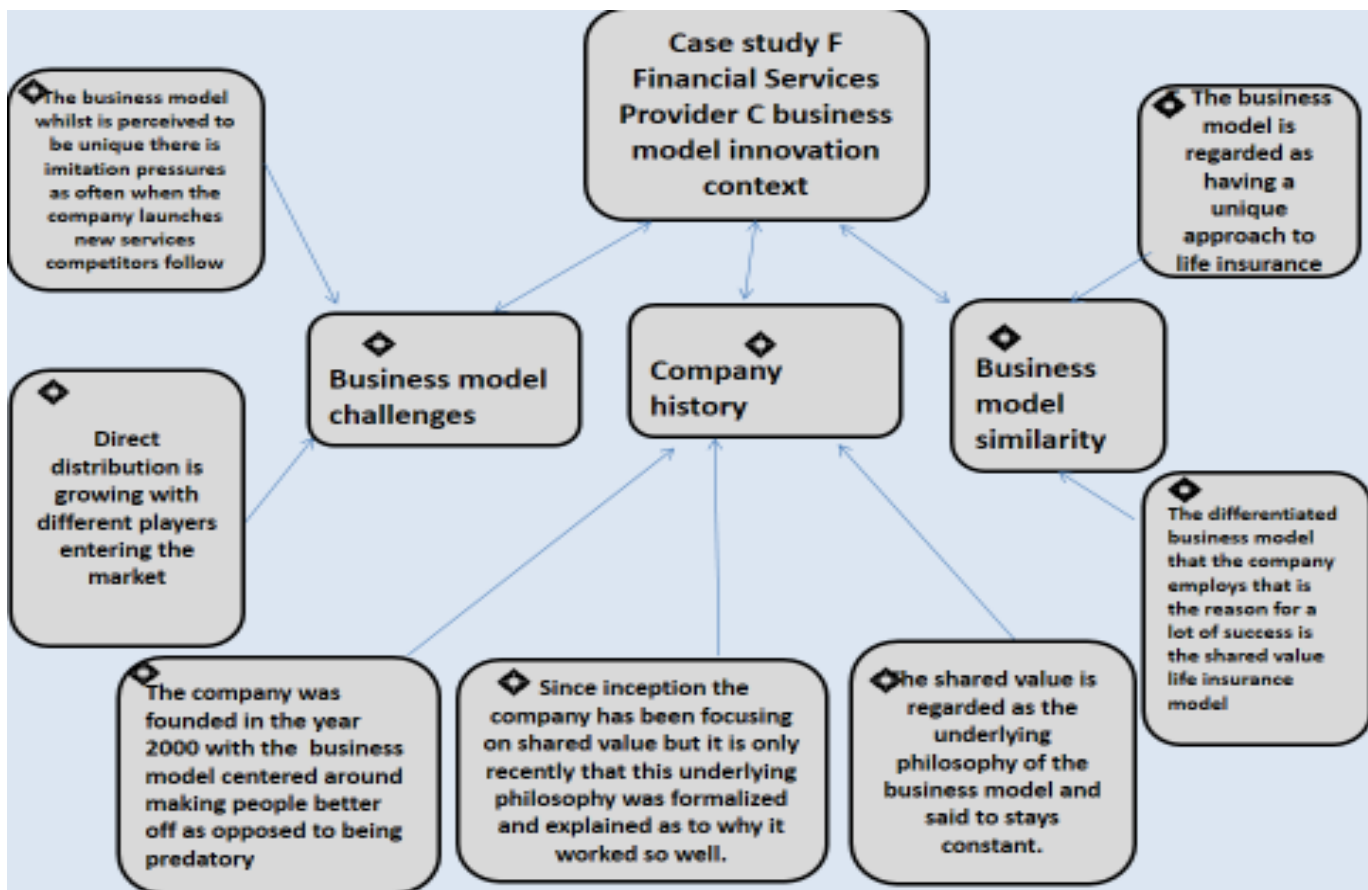 Case study F
Financial Services
Provider C business
model innovation
context
The business model
whilst is perceived to
be unique there is
imitation pressures
as often when the
company launches
new services
competitors follow
The business
model is
regarded as
having a
unique
approach to
life insurance
Business model
challenges
Company
history
Business
model
similarity
Direct
distribution is
growing with
different players
entering the
market
The differentiated
business model
that the company
employs that is
the reason for a
lot of success is
the shared value
life insurance
model
The company was
founded in the year
2000 with the business
model centered around
making people better
off as opposed to being
predatory
Since inception the
company has been focusing
on shared value but it is only
recently that this underlying
philosophy was formalized
and explained as to why it
worked so well.
The shared value is
regarded as the
underlying
philosophy of the
business model and
said to stays
constant.